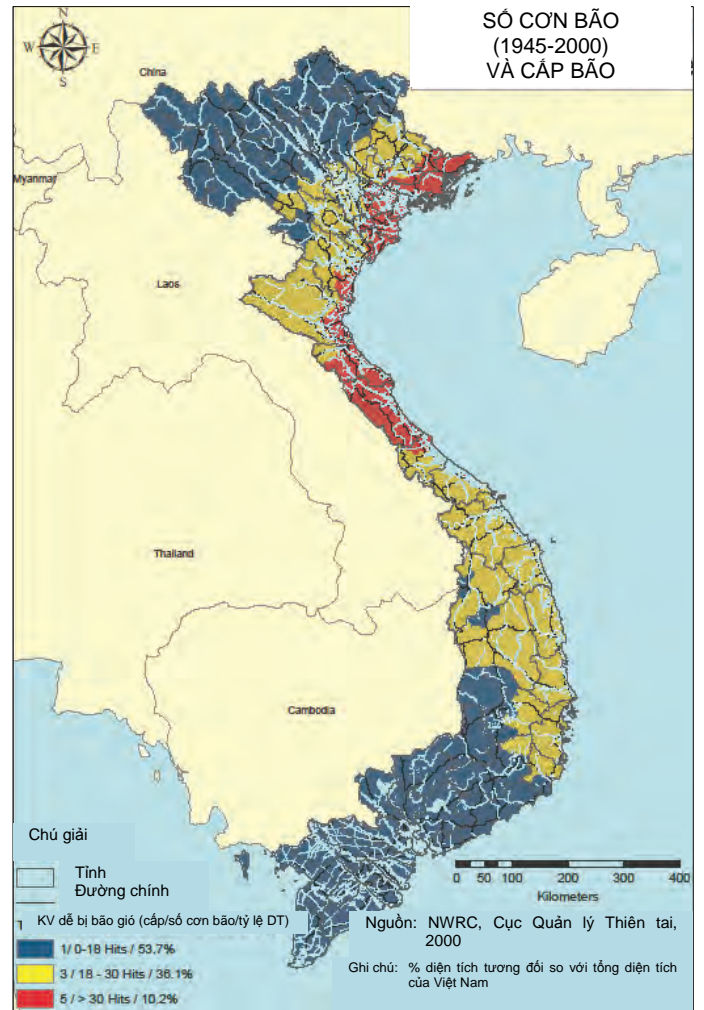 SỐ CƠN BÃO
(1945-2000)
VÀ CẤP BÃO
N
W
E
S
China
Myanmar
Laos
Thailand
Cambodia
Chú giải
Tỉnh
Đường chính
KV dễ bị bão gió (cấp/số cơn bão/tỷ lệ DT)
1/ 0-18 Hits / 53.7%
3 / 18 - 30 Hits / 36.1%
5 / > 30 Hits / 10.2%
0 50 100 200 300 400
Kilometers
Nguồn: NWRC, Cục Quản lý Thiên tai,
2000
Ghi chú: % diện tích tương đối so với tổng diện tích
của Việt Nam